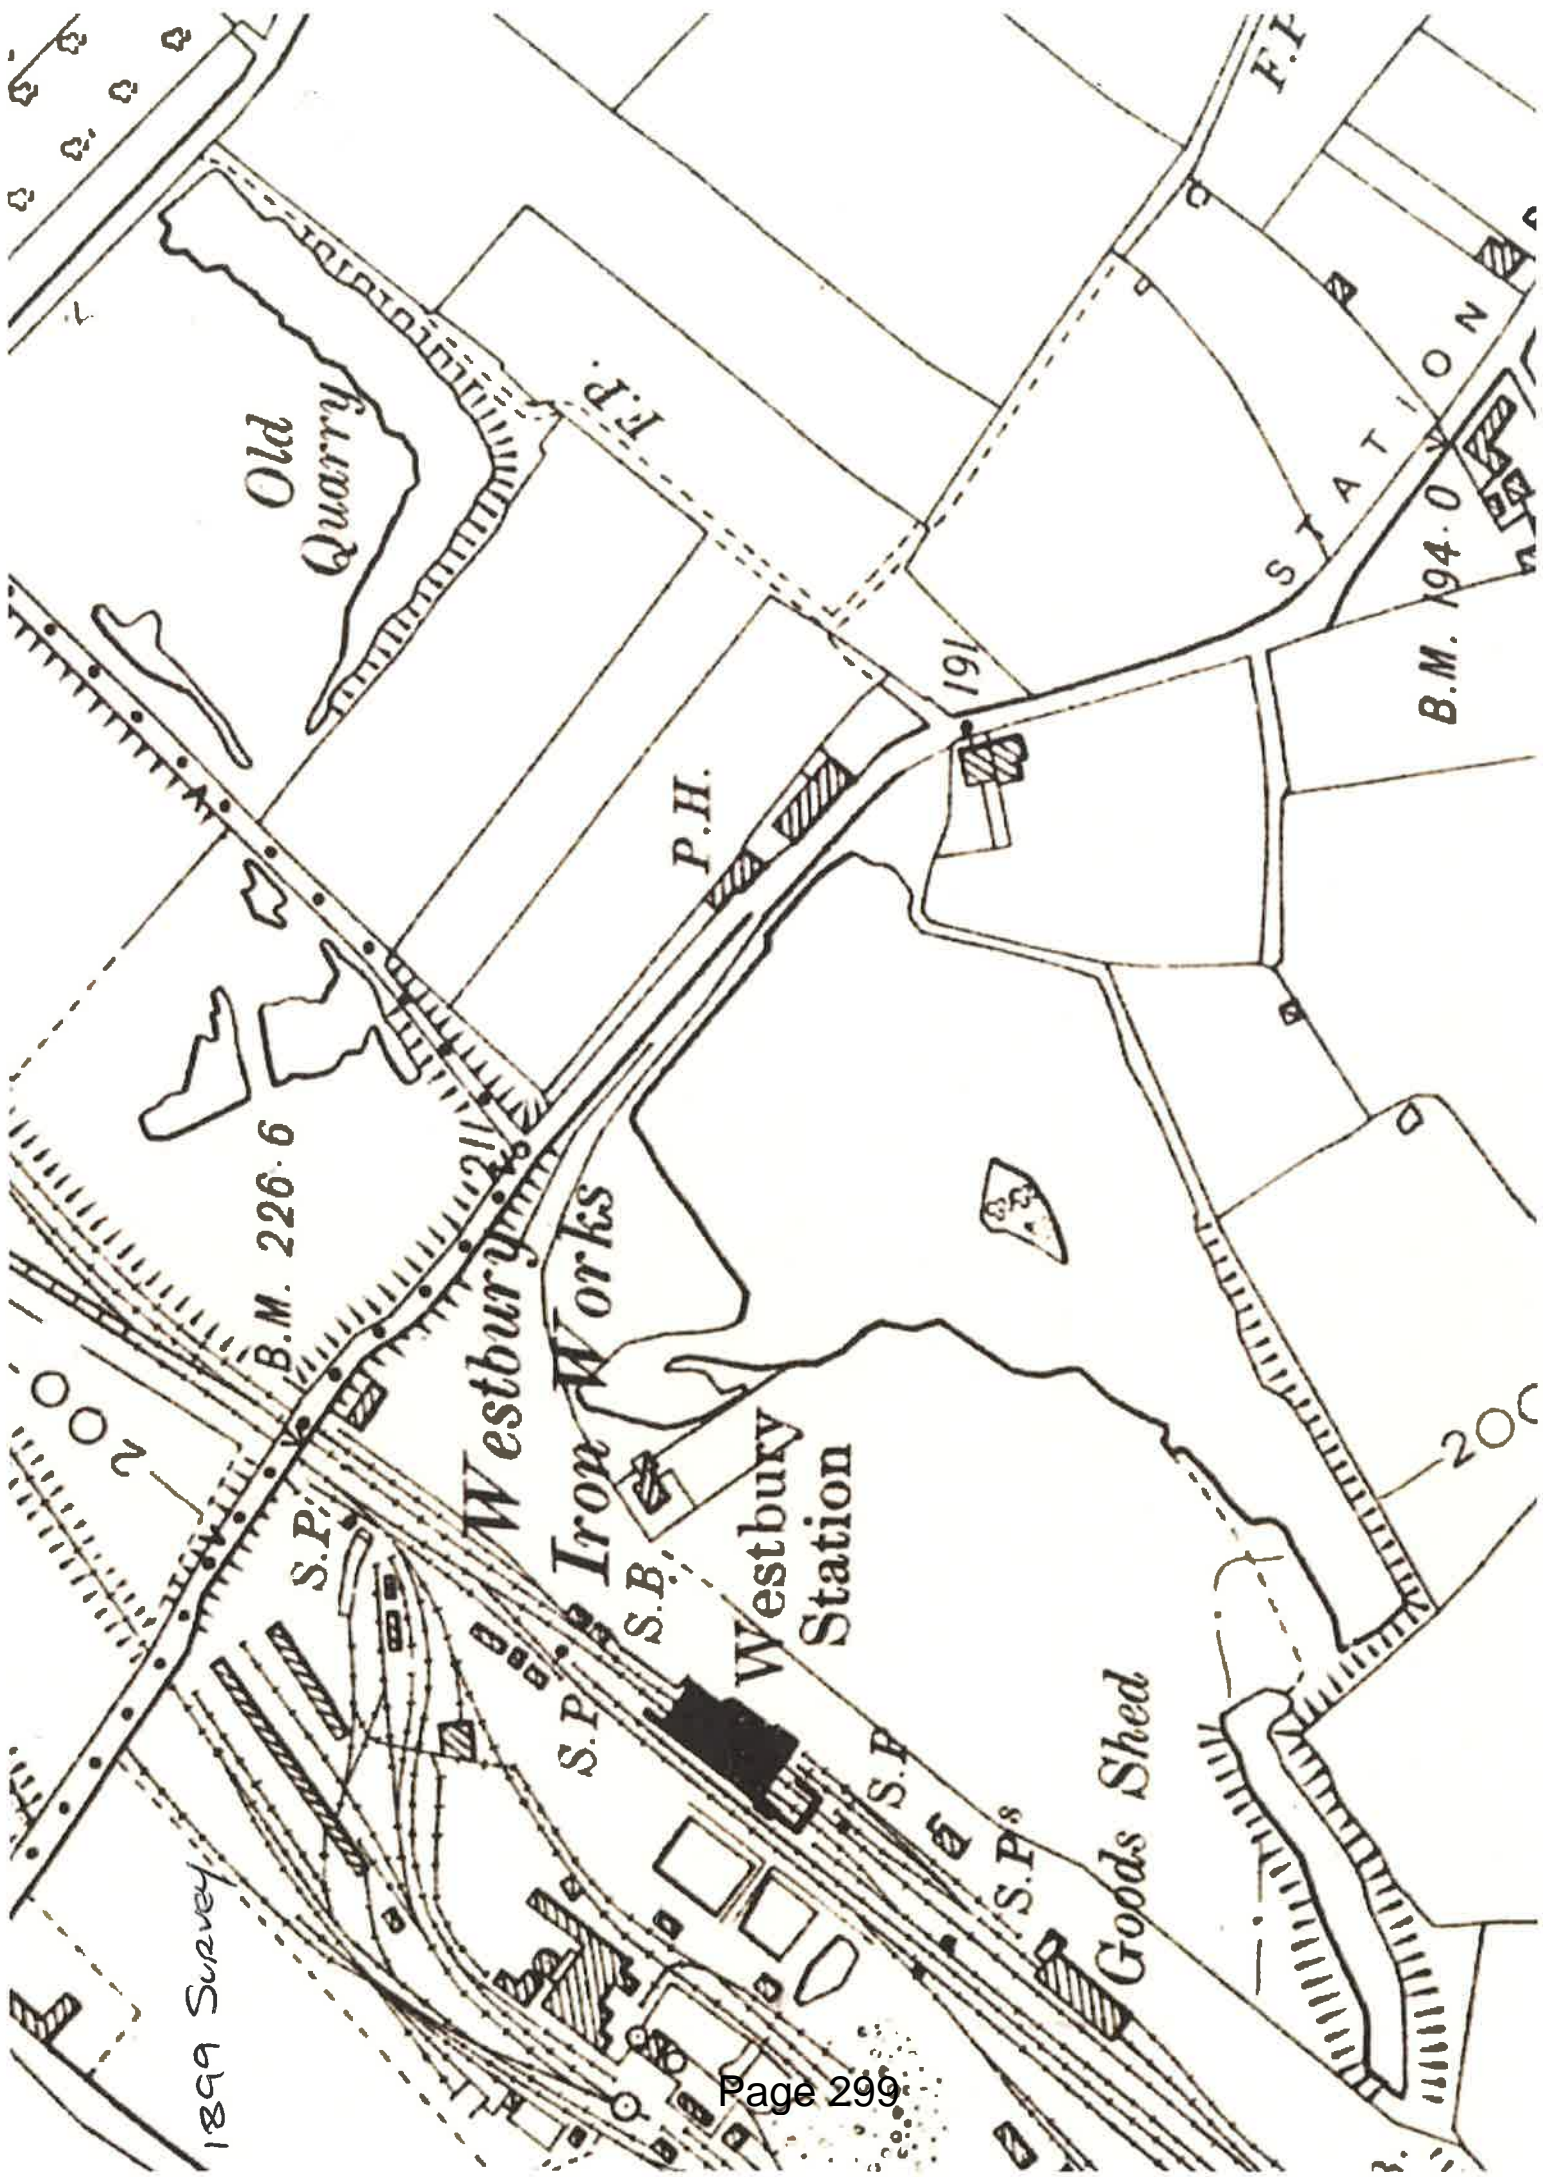 1899 Survey
Old
Quarry
F.P.
F.P
STATION
B.M. 194·0
191
P.H.
211
B.M. 226·6
200
200
Westbury
Iron Works
S.P.
S.B.
S.P
Westbury
Station
S.P
S.Ps
Goods Shed
Page 299